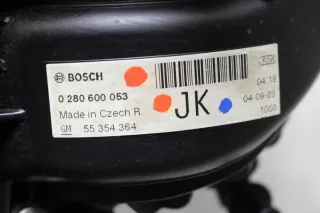 BOSCH
0 280 600 053
04:18
Made in Czech R.
JK
04-09-23
GM 55 354 364
1000